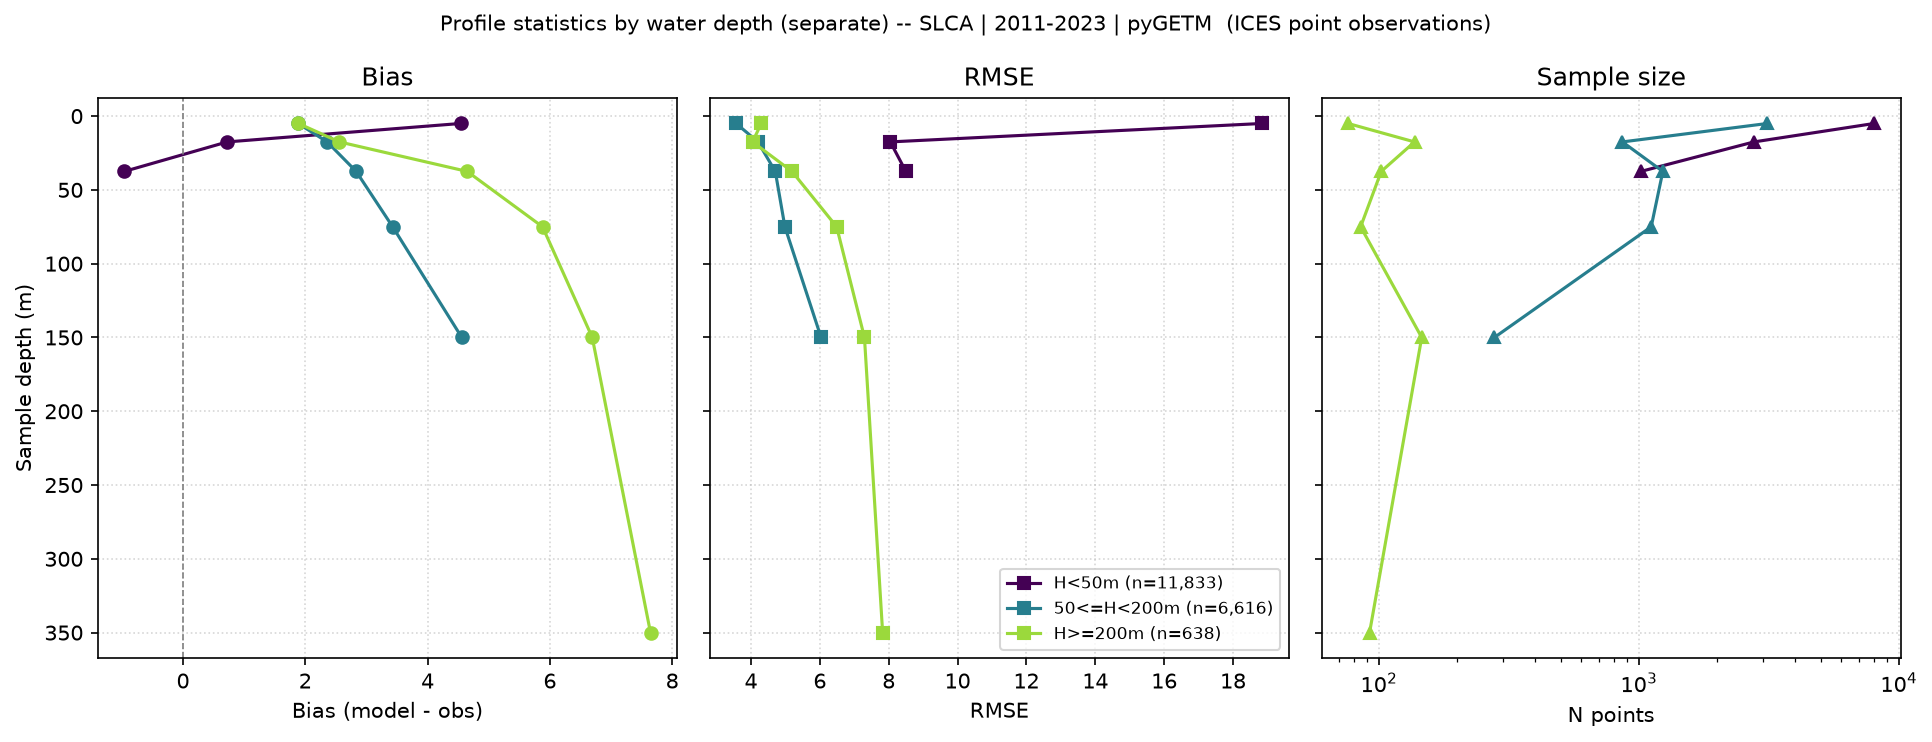 Profile statistics by water depth (separate) -- SLCA | 2011-2023 | pyGETM  (ICES point observations)
Bias
RMSE
Sample size
0
50
100
150
200
250
300
350
Sample depth (m)
0 2 4 6 8
Bias (model - obs)
4 6 8 10 12 14 16 18
RMSE
H<50m (n=11,833)
50<=H<200m (n=6,616)
H>=200m (n=638)
10² 10³ 10⁴
N points